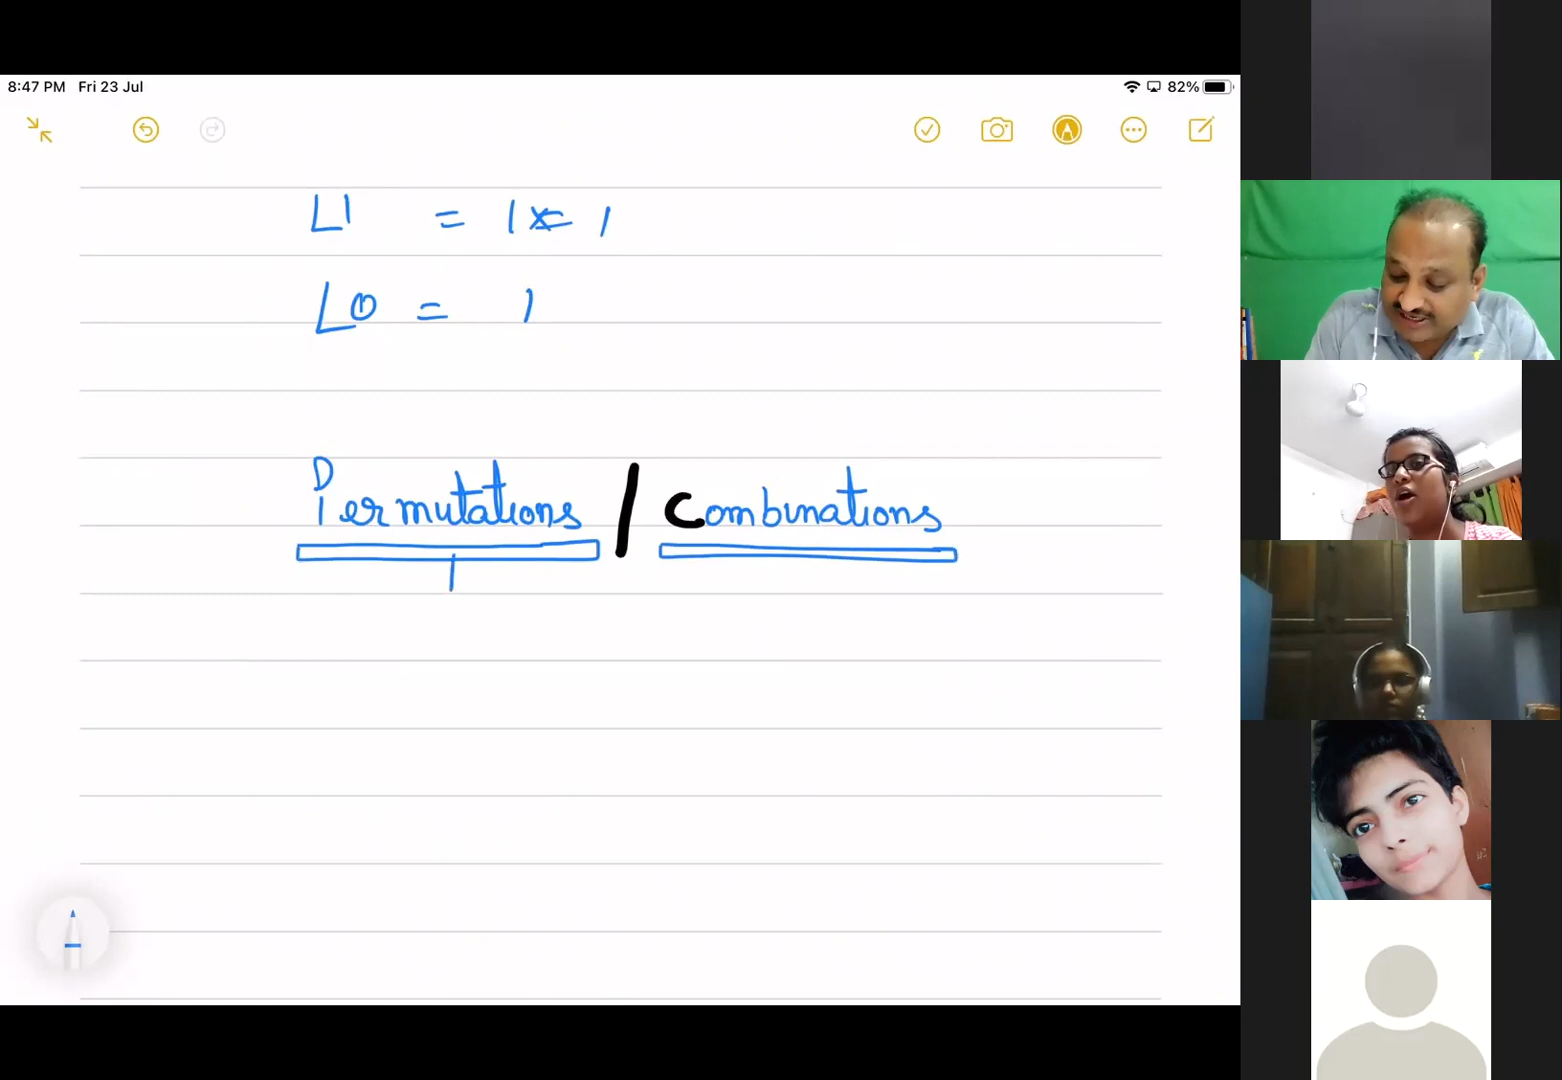 8:47 PM Fri 23 Jul 82%
L1 = 1 × = 1
L0 = 1
Permutations / Combinations